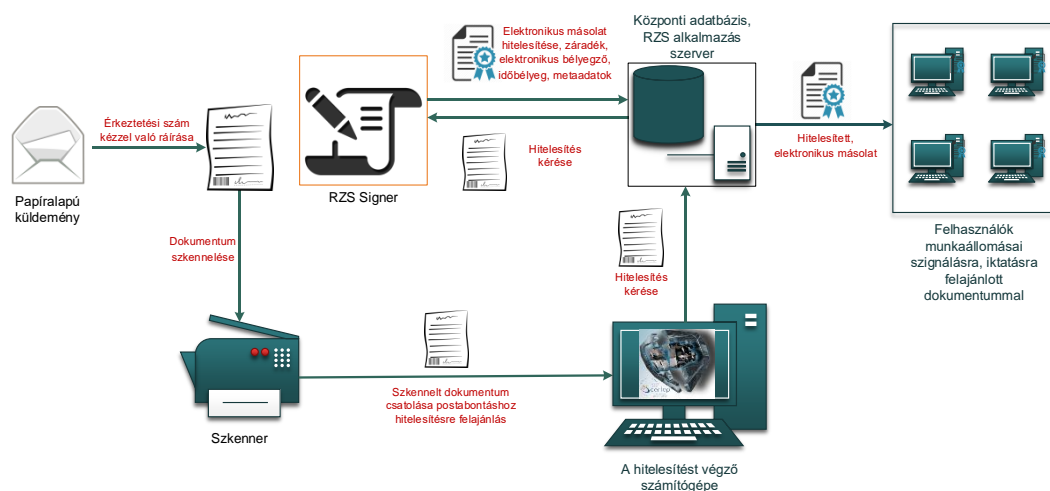 Központi adatbázis,
RZS alkalmazás
szerver
Elektronikus másolat
hitelesítése, záradék,
elektronikus bélyegző,
időbélyeg, metaadatok
Érkeztetési szám
kézzel való ráírása
Hitelesítés
kérése
Hitelesített,
elektronikus másolat
Papíralapú
küldemény
RZS Signer
Dokumentum
szkennelése
Hitelesítés
kérése
Felhasználók
munkaállomásai
szignálásra, iktatásra
felajánlott
dokumentummal
Szkennelt dokumentum
csatolása postabontáshoz
hitelesítésre felajánlás
Szkenner
A hitelesítést végző
számítógépe